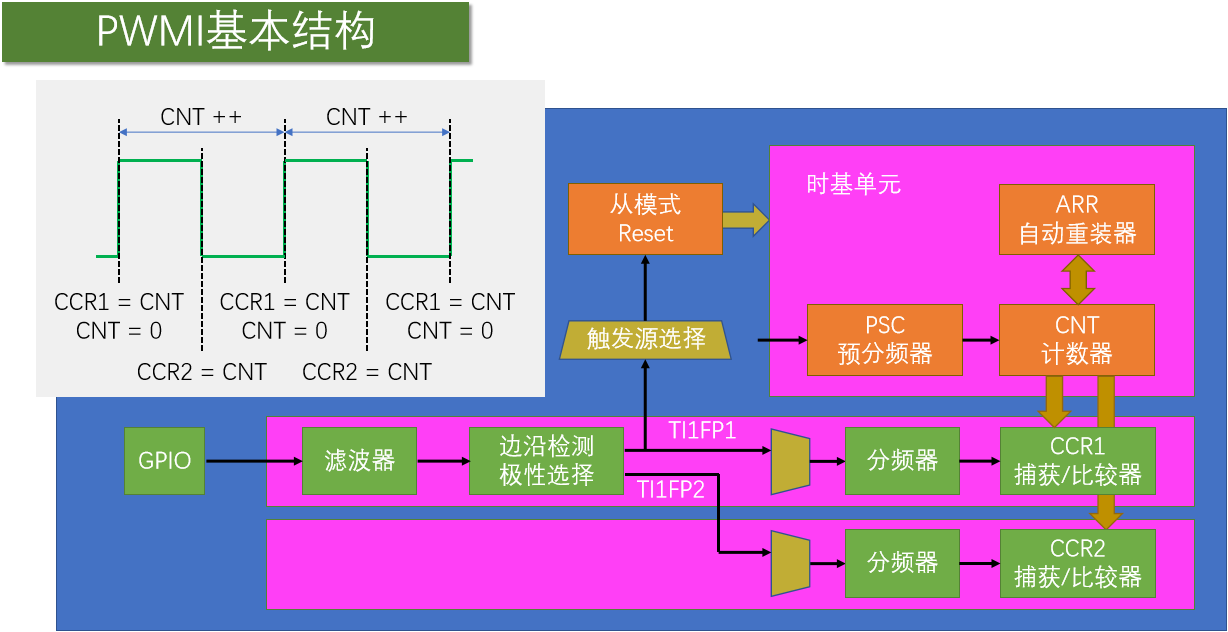 PWMI基本结构
CNT ++
CNT ++
CCR1 = CNT
CNT = 0
CCR1 = CNT
CNT = 0
CCR1 = CNT
CNT = 0
CCR2 = CNT
CCR2 = CNT
从模式
Reset
时基单元
ARR
自动重装器
触发源选择
PSC
预分频器
CNT
计数器
GPIO
滤波器
边沿检测
极性选择
TI1FP1
TI1FP2
分频器
CCR1
捕获/比较器
分频器
CCR2
捕获/比较器